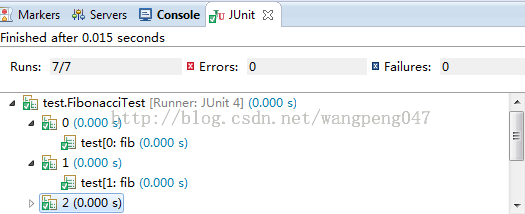 Markers Servers Console JUnit
Finished after 0.015 seconds
Runs: 7/7 Errors: 0 Failures: 0
test.FibonacciTest [Runner: JUnit 4] (0.000 s)
0 (0.000 s)
http://blog.csdn.net/wangpeng047
test[0: fib (0.000 s)
1 (0.000 s)
test[1: fib (0.000 s)
2 (0.000 s)